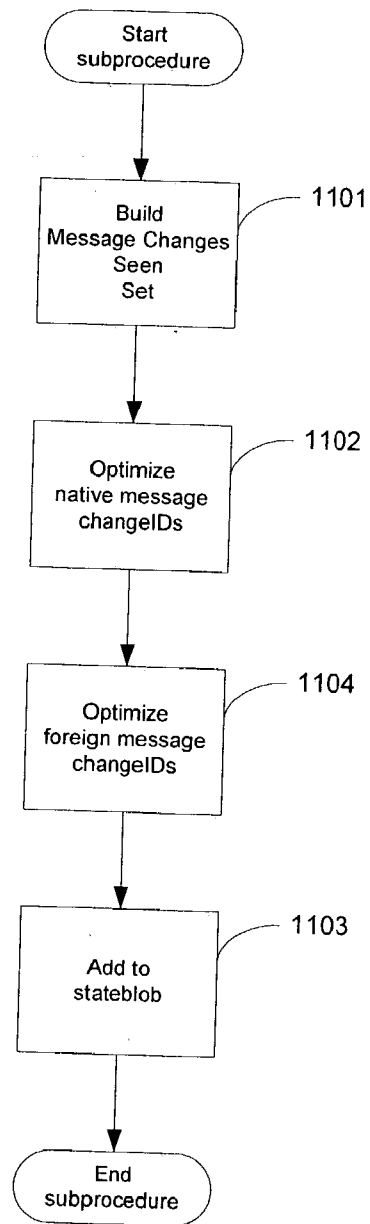 Start
subprocedure
1101
Build
Message Changes
Seen
Set
1102
Optimize
native message
changeIDs
1104
Optimize
foreign message
changeIDs
1103
Add to
stateblob
End
subprocedure